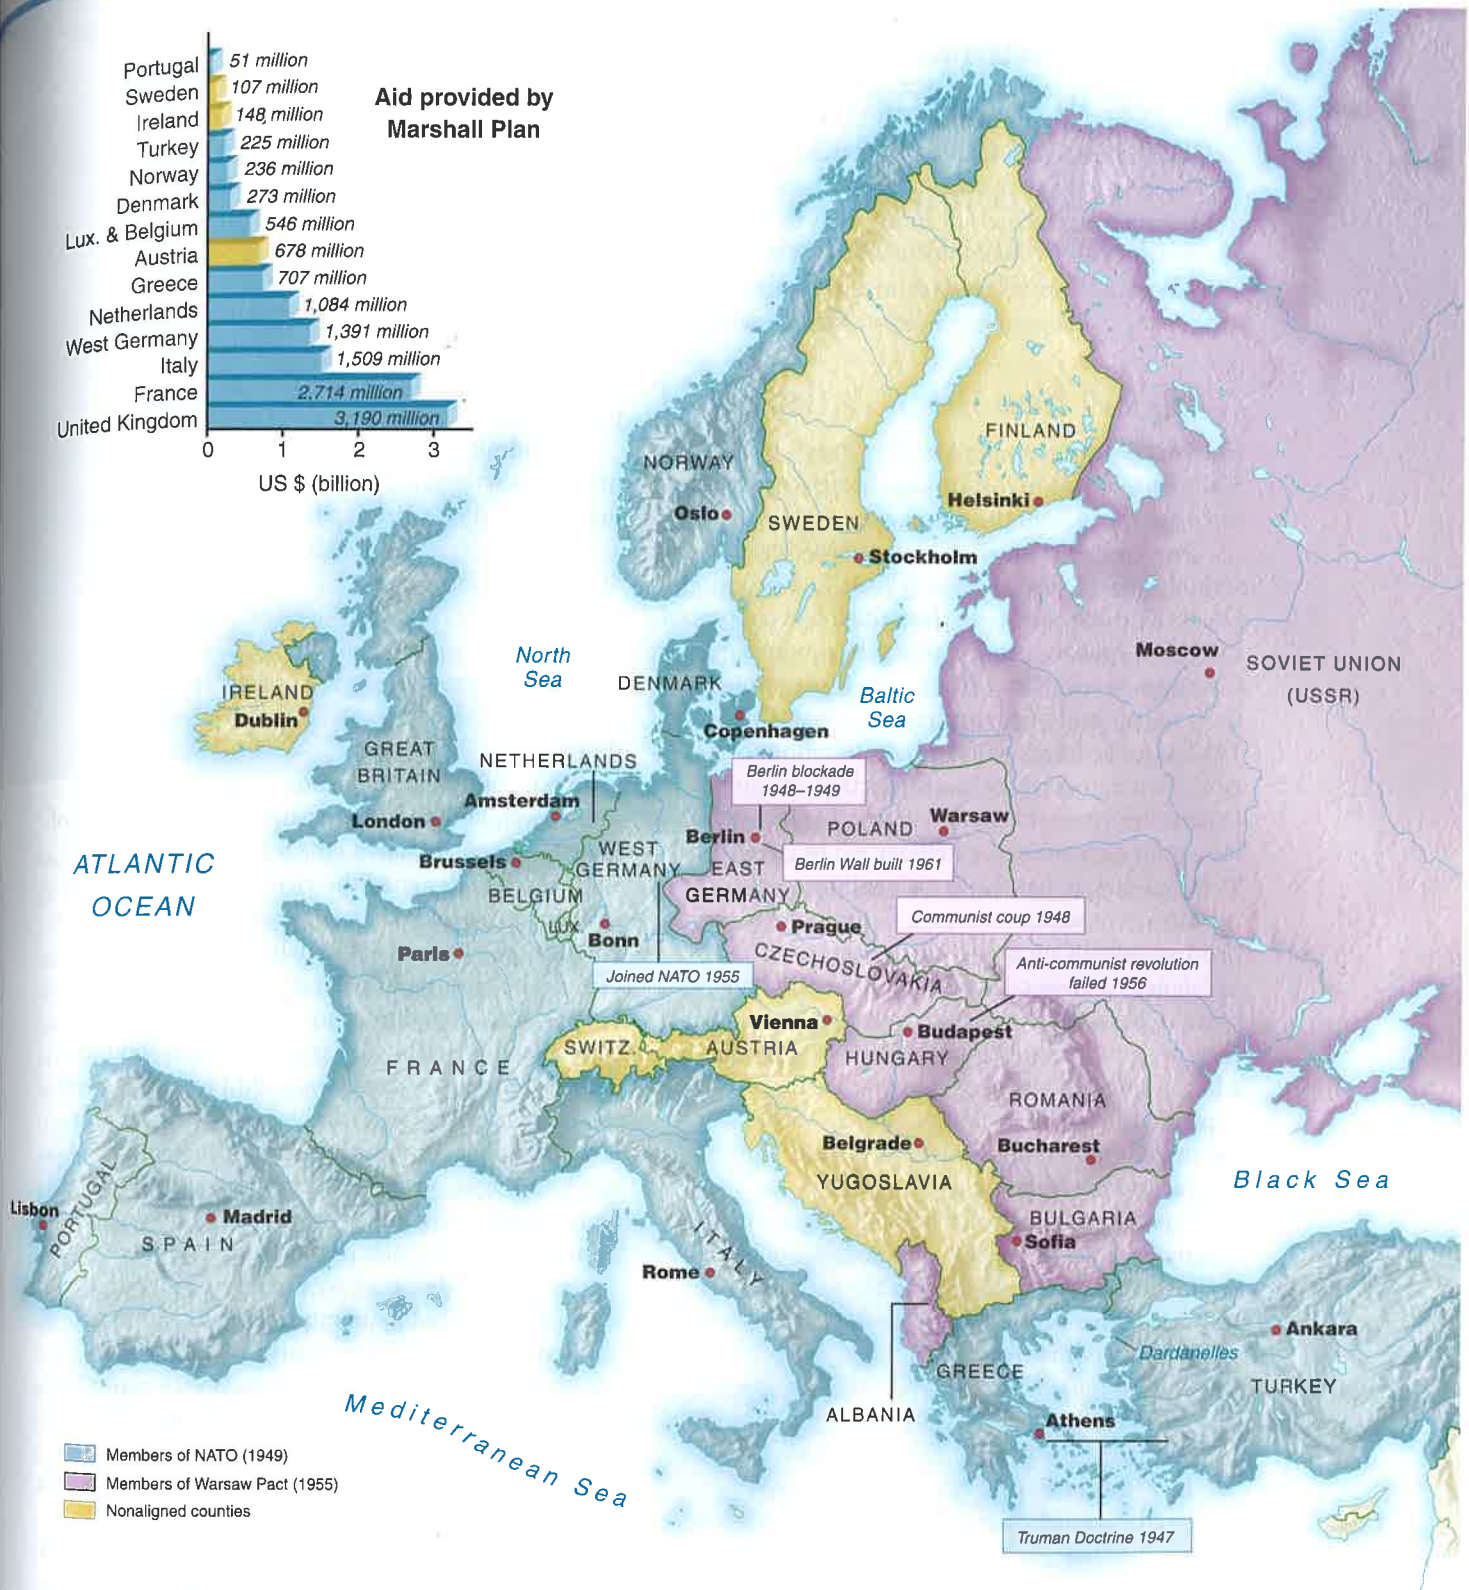 Aid provided by
Marshall Plan
Portugal 51 million
Sweden 107 million
Ireland 148 million
Turkey 225 million
Norway 236 million
Denmark 273 million
Lux. & Belgium 546 million
Austria 678 million
Greece 707 million
Netherlands 1,084 million
West Germany 1,391 million
Italy 1,509 million
France 2,714 million
United Kingdom 3,190 million
0 1 2 3
US $ (billion)
NORWAY
Oslo
SWEDEN
Stockholm
FINLAND
Helsinki
Moscow
SOVIET UNION
(USSR)
North
Sea
DENMARK
Copenhagen
Baltic
Sea
IRELAND
Dublin
GREAT
BRITAIN
London
NETHERLANDS
Amsterdam
Brussels
BELGIUM
LUX.
WEST
GERMANY
Bonn
Joined NATO 1955
Berlin blockade
1948–1949
Berlin
Berlin Wall built 1961
EAST
GERMANY
POLAND
Warsaw
Communist coup 1948
Prague
CZECHOSLOVAKIA
Anti-communist revolution
failed 1956
ATLANTIC
OCEAN
Paris
FRANCE
SWITZ.
Vienna
AUSTRIA
Budapest
HUNGARY
ROMANIA
Bucharest
Belgrade
YUGOSLAVIA
BULGARIA
Sofia
Black Sea
Lisbon
PORTUGAL
Madrid
SPAIN
ITALY
Rome
ALBANIA
GREECE
Athens
Dardanelles
Ankara
TURKEY
Truman Doctrine 1947
Mediterranean Sea
Members of NATO (1949)
Members of Warsaw Pact (1955)
Nonaligned counties